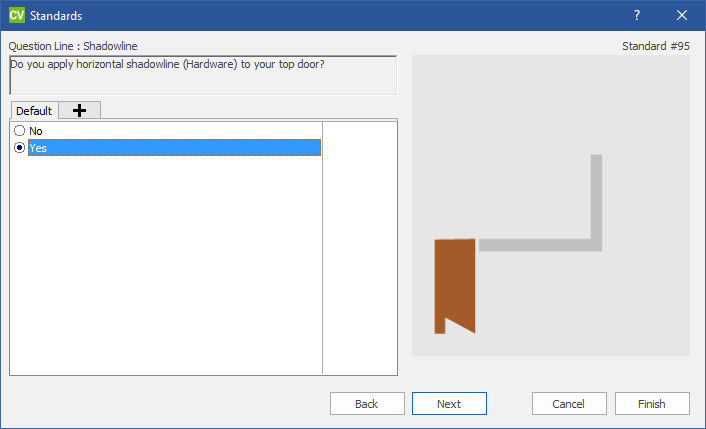 CV Standards ?
Question Line : Shadowline Standard #95
Do you apply horizontal shadowline (Hardware) to your top door?
Default
No
Yes
Back Next Cancel Finish